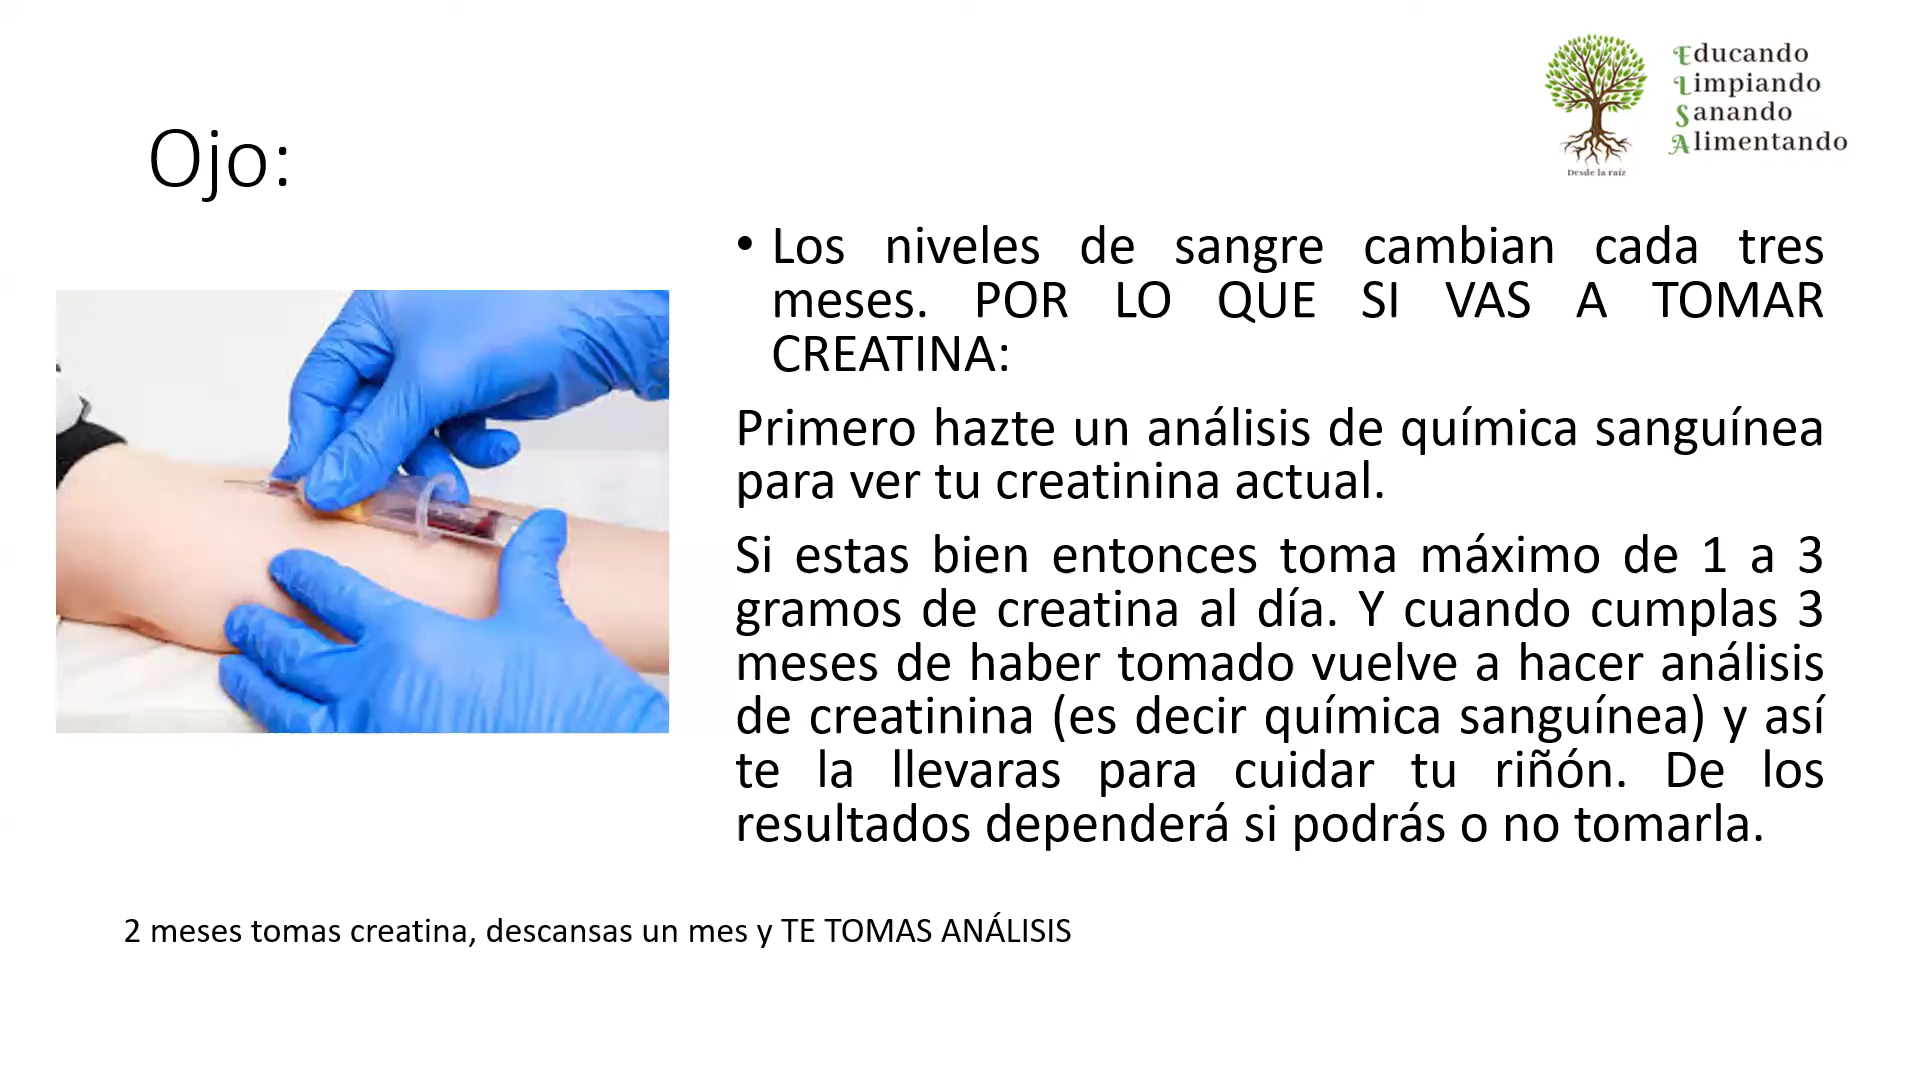 Educando
Limpiando
Sanando
Alimentando
Desde la raíz
Ojo:
• Los niveles de sangre cambian cada tres
meses. POR LO QUE SI VAS A TOMAR
CREATINA:
Primero hazte un análisis de química sanguínea
para ver tu creatinina actual.
Si estas bien entonces toma máximo de 1 a 3
gramos de creatina al día. Y cuando cumplas 3
meses de haber tomado vuelve a hacer análisis
de creatinina (es decir química sanguínea) y así
te la llevaras para cuidar tu riñón. De los
resultados dependerá si podrás o no tomarla.
2 meses tomas creatina, descansas un mes y TE TOMAS ANÁLISIS